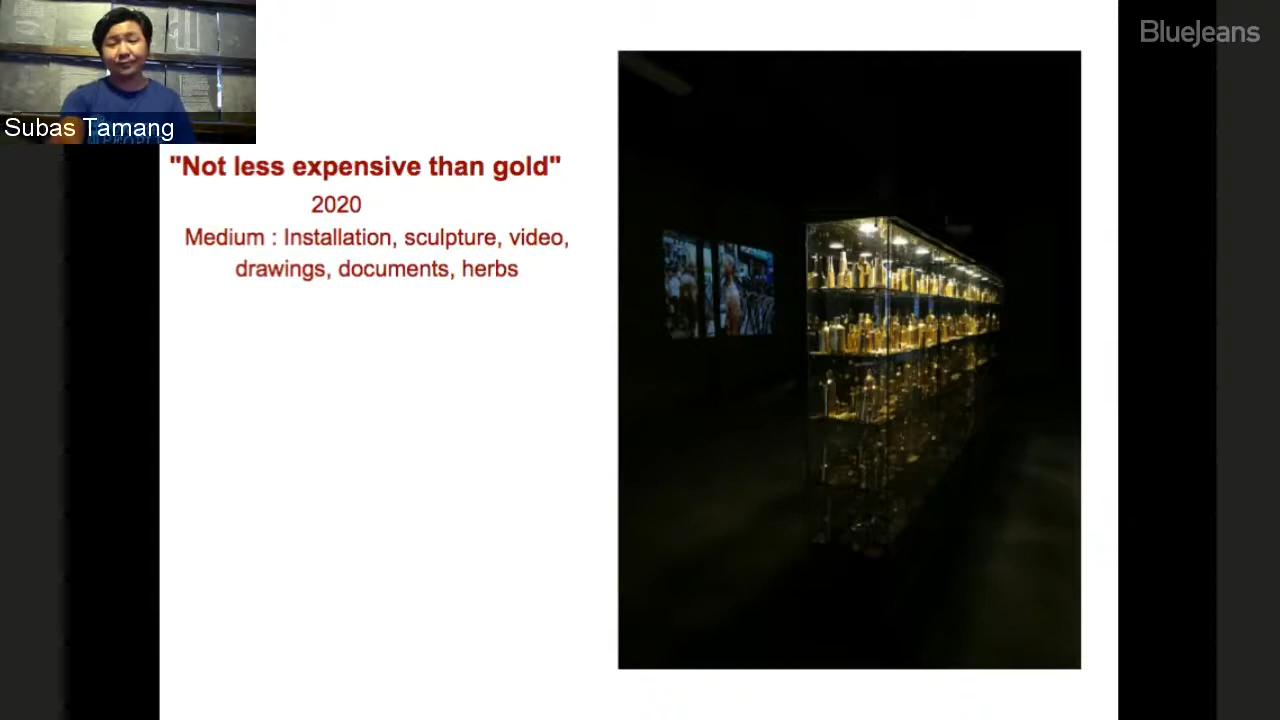 BlueJeans
Subas Tamang
"Not less expensive than gold"
2020
Medium : Installation, sculpture, video,
drawings, documents, herbs